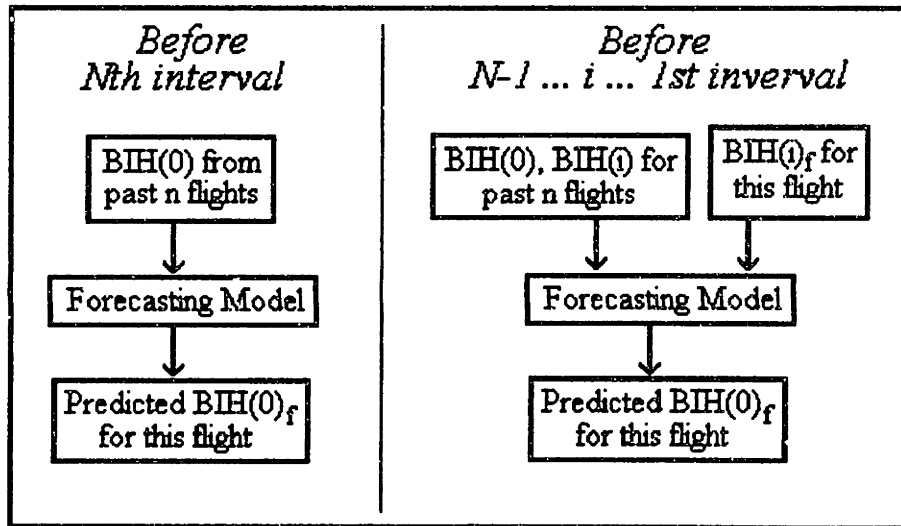 Before
Nth interval
BIH(0) from
past n flights
Forecasting Model
Predicted BIH(0)f
for this flight
Before
N-1 ... i ... 1st inverval
BIH(0), BIH(i) for
past n flights
BIH(i)f for
this flight
Forecasting Model
Predicted BIH(0)f
for this flight